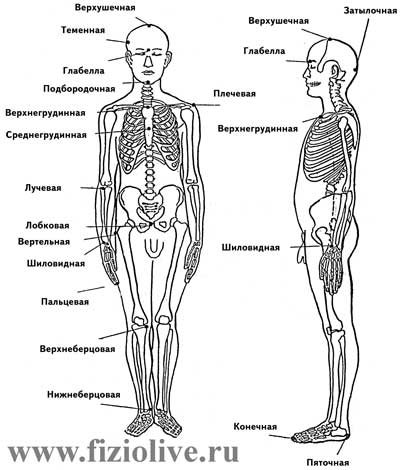 Верхушечная
Теменная
Глабелла
Подбородочная
Плечевая
Верхнегрудинная
Среднегрудинная
Лучевая
Лобковая
Вертельная
Шиловидная
Пальцевая
Верхнеберцовая
Нижнеберцовая
Верхушечная
Затылочная
Глабелла
Верхнегрудинная
Шиловидная
Конечная
Пяточная
www.fiziolive.ru